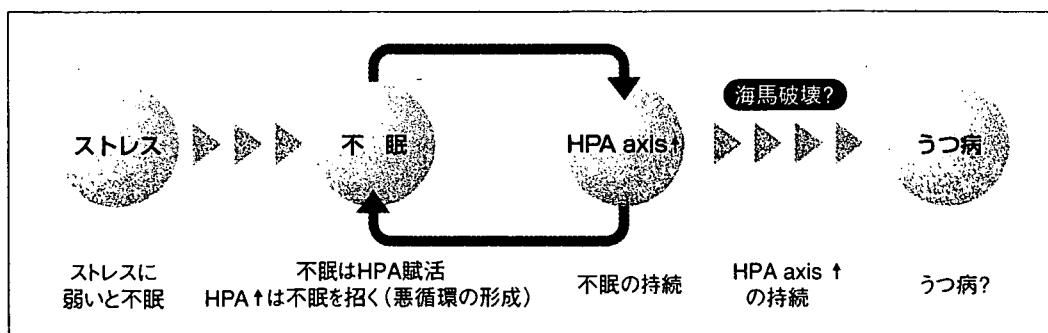 海馬破壊?
ストレス
不眠
HPA axis↑
うつ病
ストレスに
弱いと不眠
不眠はHPA賦活
HPA↑は不眠を招く(悪循環の形成)
不眠の持続
HPA axis ↑
の持続
うつ病?